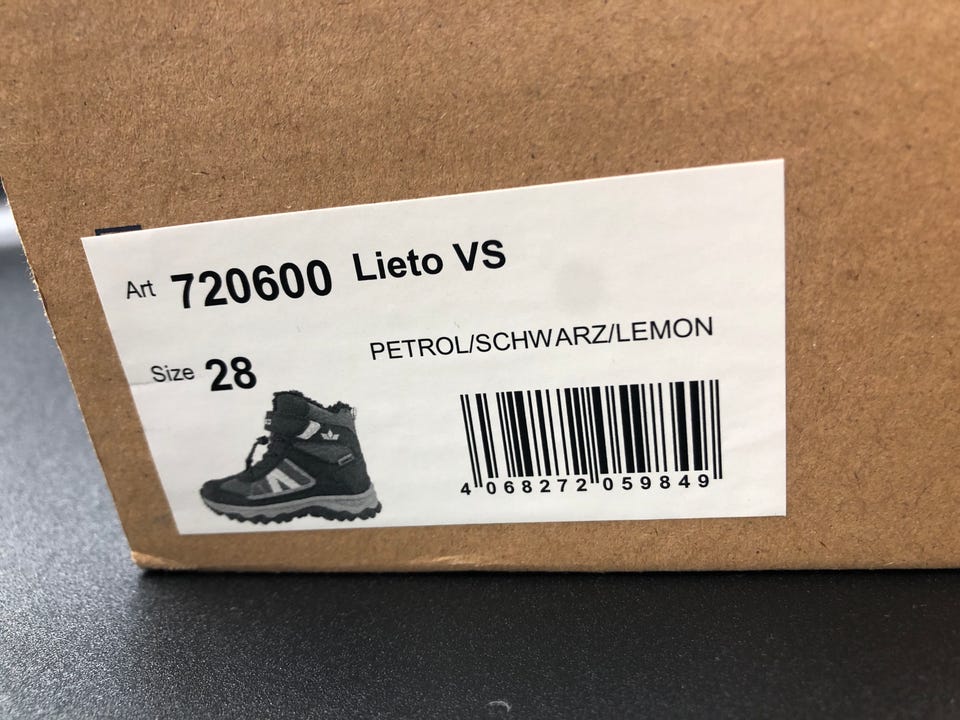 Art 720600 Lieto VS
PETROL/SCHWARZ/LEMON
Size 28
4 068272 059849